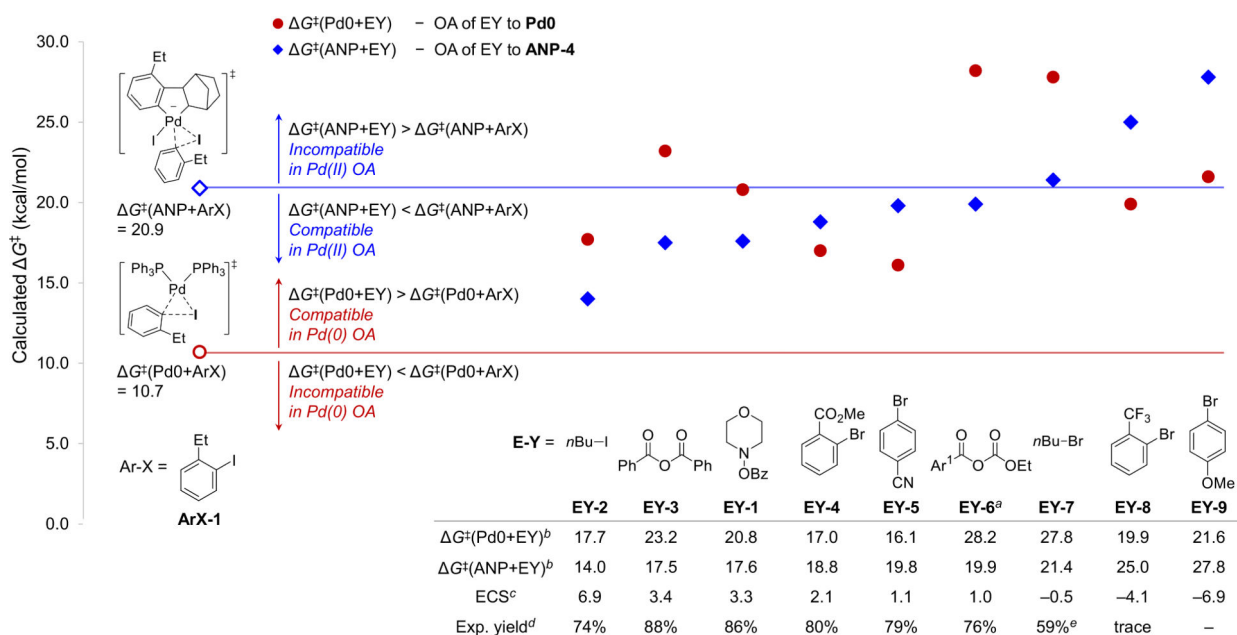 ΔG‡(Pd0+EY) – OA of EY to Pd0
ΔG‡(ANP+EY) – OA of EY to ANP-4
Calculated ΔG‡ (kcal/mol)
30.0
25.0
20.0
15.0
10.0
5.0
0.0
Et
‡
–
Pd
I
I
Et
ΔG‡(ANP+ArX)
= 20.9
ΔG‡(ANP+EY) > ΔG‡(ANP+ArX)
Incompatible
in Pd(II) OA
ΔG‡(ANP+EY) < ΔG‡(ANP+ArX)
Compatible
in Pd(II) OA
Ph₃P
PPh₃
‡
Pd
I
Et
ΔG‡(Pd0+ArX)
= 10.7
ΔG‡(Pd0+EY) > ΔG‡(Pd0+ArX)
Compatible
in Pd(0) OA
ΔG‡(Pd0+EY) < ΔG‡(Pd0+ArX)
Incompatible
in Pd(0) OA
Ar-X =
Et
I
ArX-1
E-Y =
nBu–I
O O
Ph O Ph
O
N
OBz
CO₂Me
Br
Br
CN
O O
Ar¹ O OEt
nBu–Br
CF₃
Br
Br
OMe
EY-2 EY-3 EY-1 EY-4 EY-5 EY-6ᵃ EY-7 EY-8 EY-9
ΔG‡(Pd0+EY)ᵇ 17.7 23.2 20.8 17.0 16.1 28.2 27.8 19.9 21.6
ΔG‡(ANP+EY)ᵇ 14.0 17.5 17.6 18.8 19.8 19.9 21.4 25.0 27.8
ECSᶜ 6.9 3.4 3.3 2.1 1.1 1.0 –0.5 –4.1 –6.9
Exp. yieldᵈ 74% 88% 86% 80% 79% 76% 59%ᵉ trace –